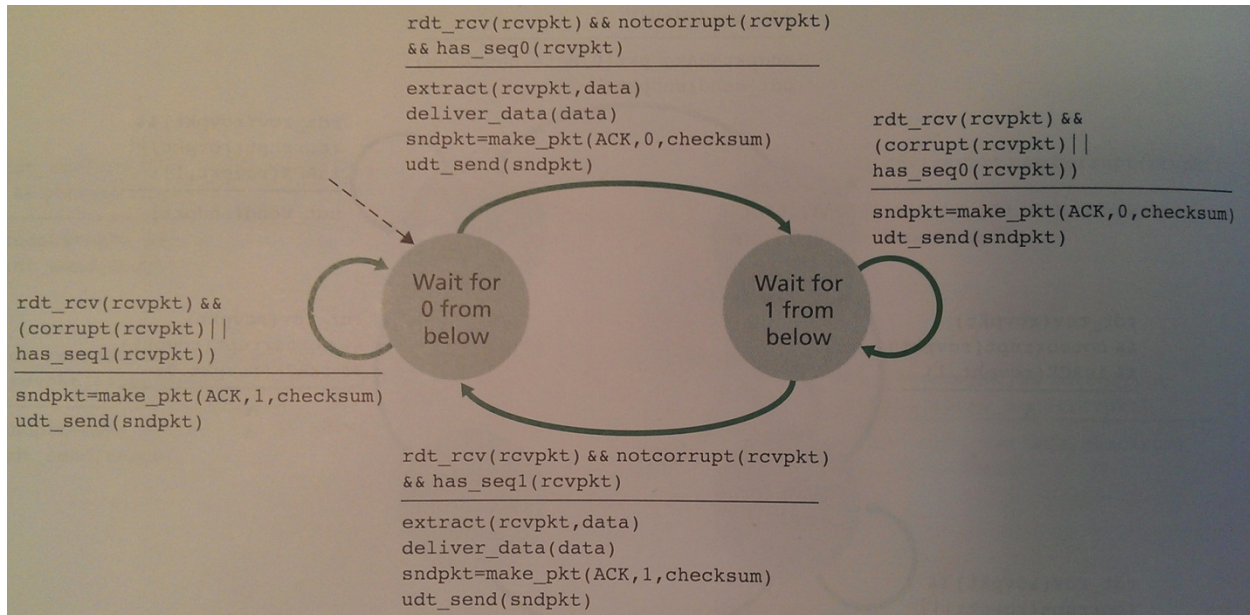 rdt_rcv(rcvpkt) && notcorrupt(rcvpkt)
&& has_seq0(rcvpkt)
extract(rcvpkt,data)
deliver_data(data)
sndpkt=make_pkt(ACK,0,checksum)
udt_send(sndpkt)
rdt_rcv(rcvpkt) &&
(corrupt(rcvpkt)||
has_seq0(rcvpkt))
sndpkt=make_pkt(ACK,0,checksum)
udt_send(sndpkt)
Wait for
0 from
below
Wait for
1 from
below
rdt_rcv(rcvpkt) &&
(corrupt(rcvpkt)||
has_seq1(rcvpkt))
sndpkt=make_pkt(ACK,1,checksum)
udt_send(sndpkt)
rdt_rcv(rcvpkt) && notcorrupt(rcvpkt)
&& has_seq1(rcvpkt)
extract(rcvpkt,data)
deliver_data(data)
sndpkt=make_pkt(ACK,1,checksum)
udt_send(sndpkt)